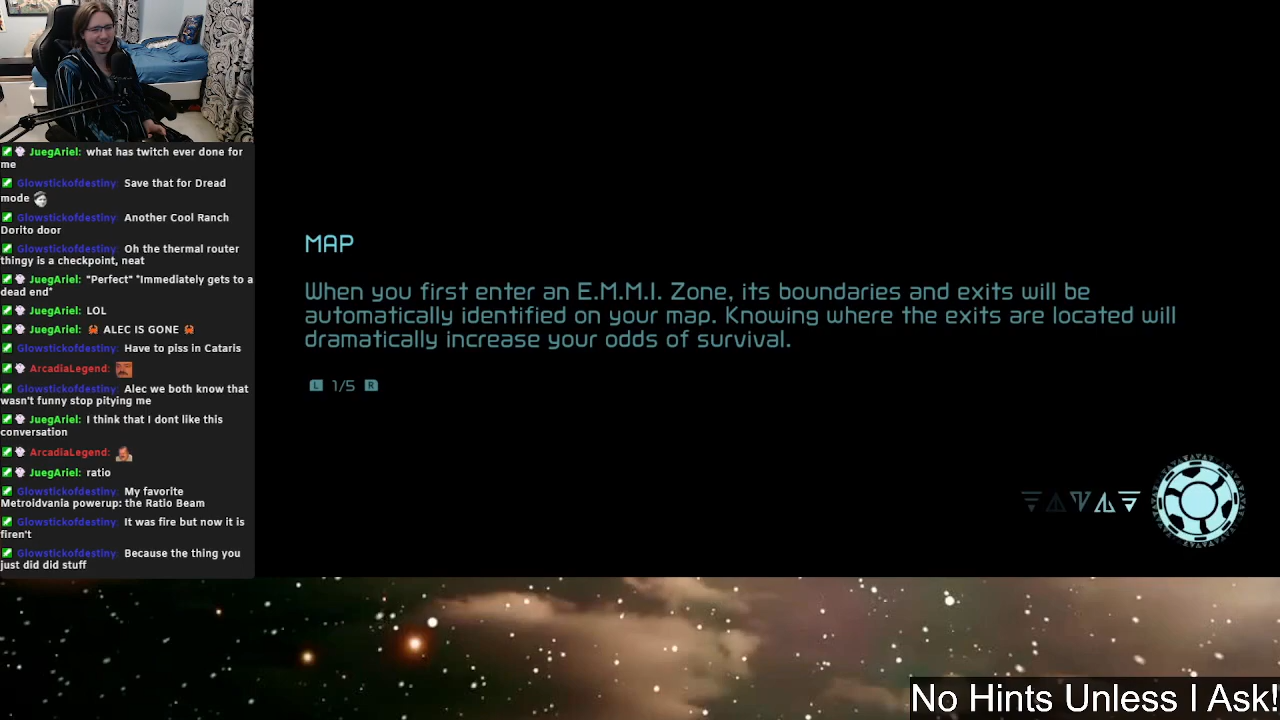 JuegAriel: what has twitch ever done for
me
Glowstickofdestiny: Save that for Dread
mode
Glowstickofdestiny: Another Cool Ranch
Dorito door
Glowstickofdestiny: Oh the thermal router
thingy is a checkpoint, neat
JuegAriel: "Perfect" *Immediately gets to a
dead end*
JuegAriel: LOL
JuegAriel: 🦀 ALEC IS GONE 🦀
Glowstickofdestiny: Have to piss in Cataris
ArcadiaLegend:
Glowstickofdestiny: Alec we both know that
wasn't funny stop pitying me
JuegAriel: I think that I dont like this
conversation
ArcadiaLegend:
JuegAriel: ratio
Glowstickofdestiny: My favorite
Metroidvania powerup: the Ratio Beam
Glowstickofdestiny: It was fire but now it is
firen't
Glowstickofdestiny: Because the thing you
just did did stuff
MAP
When you first enter an E.M.M.I. Zone, its boundaries and exits will be
automatically identified on your map. Knowing where the exits are located will
dramatically increase your odds of survival.
L 1/5 R
No Hints Unless I Ask!